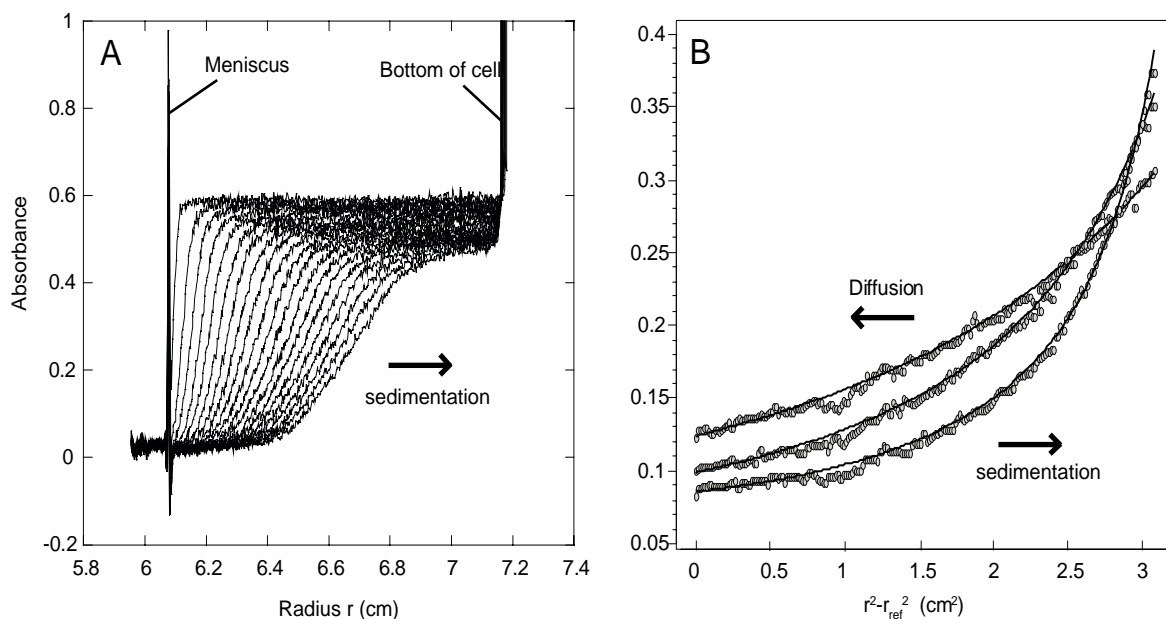 A
Meniscus
Bottom of cell
sedimentation
Absorbance
1
0.8
0.6
0.4
0.2
0
-0.2
5.8 6 6.2 6.4 6.6 6.8 7 7.2 7.4
Radius r (cm)
B
Diffusion
sedimentation
0.4
0.35
0.3
0.25
0.2
0.15
0.1
0.05
0 0.5 1 1.5 2 2.5 3
r²-r_ref² (cm²)